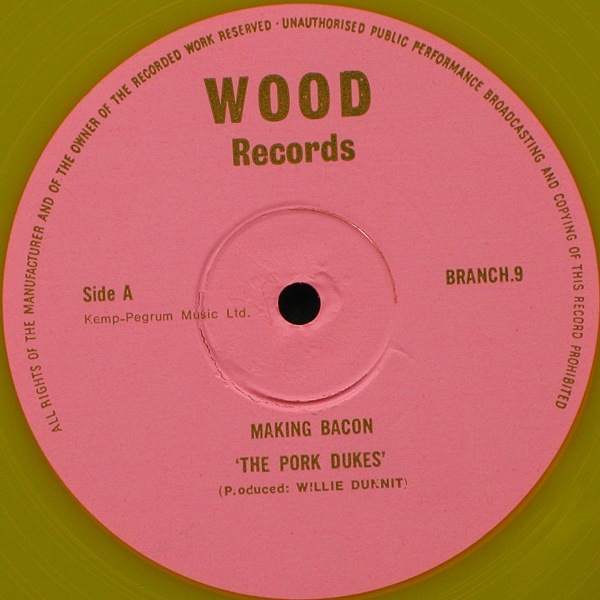 ALL RIGHTS OF THE MANUFACTURER AND OF THE OWNER OF THE RECORDED WORK RESERVED · UNAUTHORISED PUBLIC PERFORMANCE BROADCASTING AND COPYING OF THIS RECORD PROHIBITED
WOOD
Records
Side A
BRANCH.9
Kemp-Pegrum Music Ltd.
MAKING BACON
'THE PORK DUKES'
(Produced: WILLIE DUNNIT)